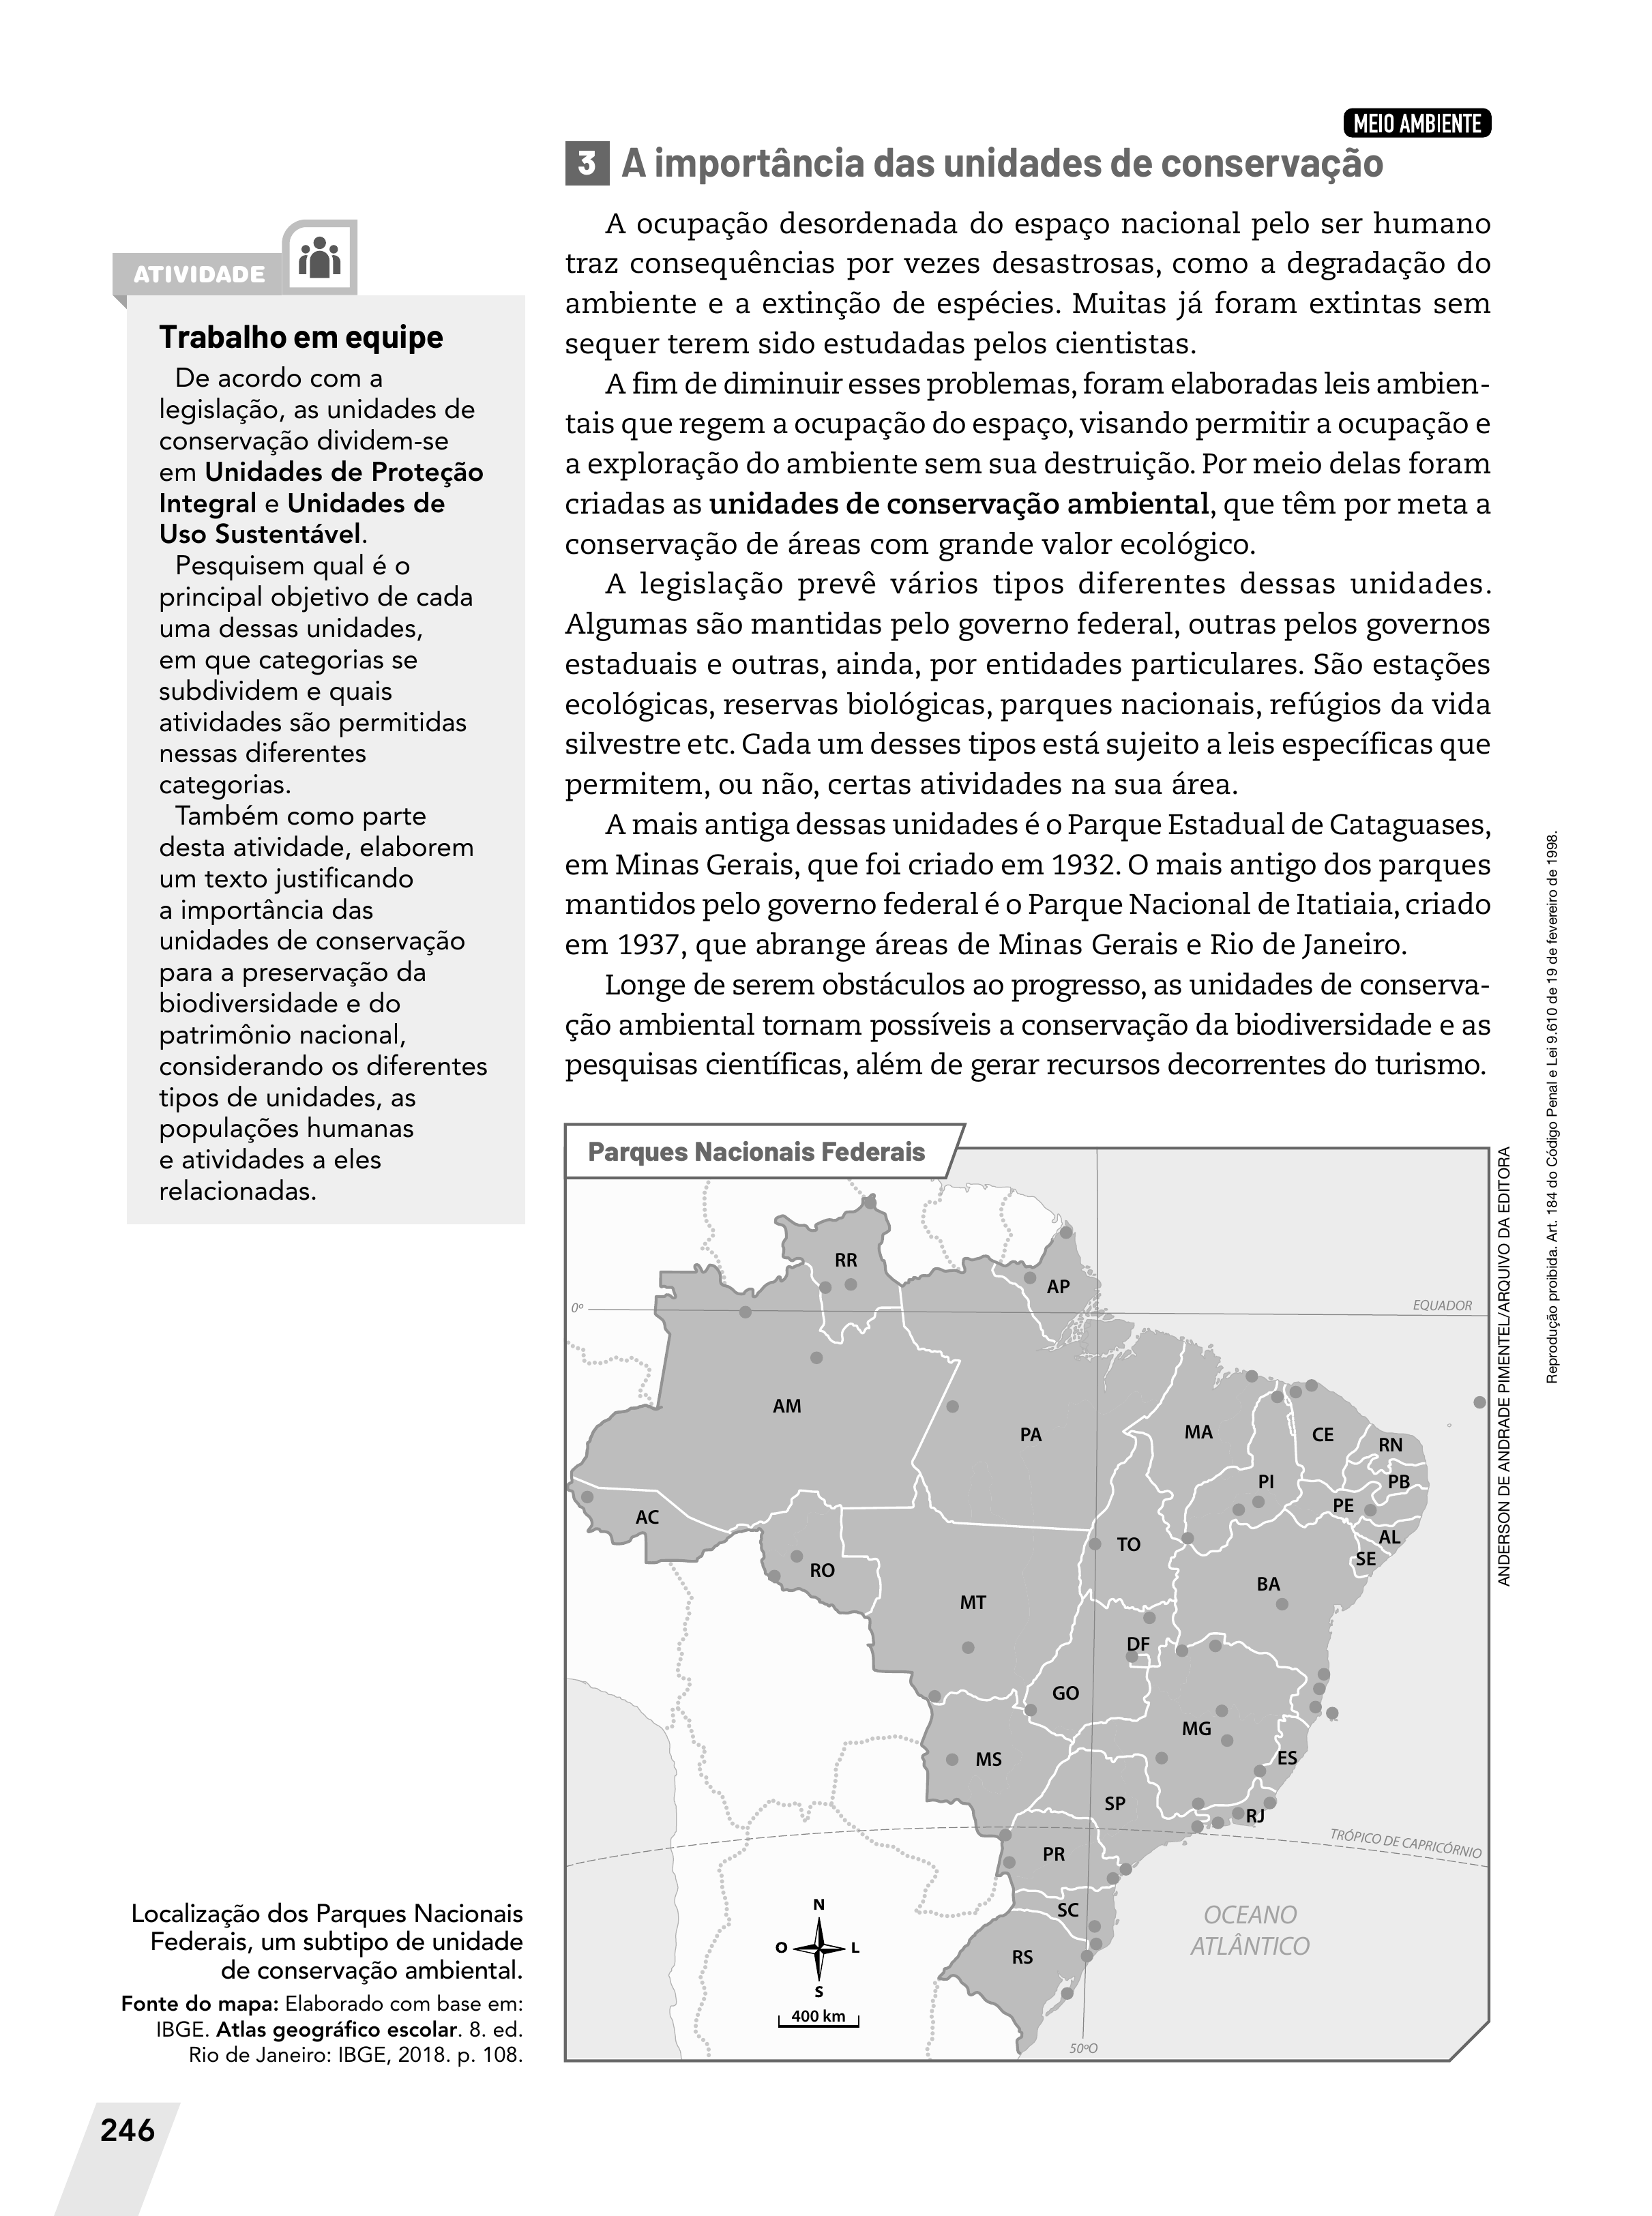 MEIO AMBIENTE
3 A importância das unidades de conservação
A ocupação desordenada do espaço nacional pelo ser humano
traz consequências por vezes desastrosas, como a degradação do
ambiente e a extinção de espécies. Muitas já foram extintas sem
sequer terem sido estudadas pelos cientistas.
A fim de diminuir esses problemas, foram elaboradas leis ambien-
tais que regem a ocupação do espaço, visando permitir a ocupação e
a exploração do ambiente sem sua destruição. Por meio delas foram
criadas as unidades de conservação ambiental, que têm por meta a
conservação de áreas com grande valor ecológico.
A legislação prevê vários tipos diferentes dessas unidades.
Algumas são mantidas pelo governo federal, outras pelos governos
estaduais e outras, ainda, por entidades particulares. São estações
ecológicas, reservas biológicas, parques nacionais, refúgios da vida
silvestre etc. Cada um desses tipos está sujeito a leis específicas que
permitem, ou não, certas atividades na sua área.
A mais antiga dessas unidades é o Parque Estadual de Cataguases,
em Minas Gerais, que foi criado em 1932. O mais antigo dos parques
mantidos pelo governo federal é o Parque Nacional de Itatiaia, criado
em 1937, que abrange áreas de Minas Gerais e Rio de Janeiro.
Longe de serem obstáculos ao progresso, as unidades de conserva-
ção ambiental tornam possíveis a conservação da biodiversidade e as
pesquisas científicas, além de gerar recursos decorrentes do turismo.
ATIVIDADE
Trabalho em equipe
De acordo com a
legislação, as unidades de
conservação dividem-se
em Unidades de Proteção
Integral e Unidades de
Uso Sustentável.
Pesquisem qual é o
principal objetivo de cada
uma dessas unidades,
em que categorias se
subdividem e quais
atividades são permitidas
nessas diferentes
categorias.
Também como parte
desta atividade, elaborem
um texto justificando
a importância das
unidades de conservação
para a preservação da
biodiversidade e do
patrimônio nacional,
considerando os diferentes
tipos de unidades, as
populações humanas
e atividades a eles
relacionadas.
Parques Nacionais Federais
RR
AP
0º
EQUADOR
AM
PA
MA
CE
RN
PB
PI
PE
AC
AL
TO
SE
RO
BA
MT
DF
GO
MG
MS
ES
SP
RJ
TRÓPICO DE CAPRICÓRNIO
PR
SC
RS
OCEANO
ATLÂNTICO
N
O L
S
400 km
50ºO
ANDERSON DE ANDRADE PIMENTEL/ARQUIVO DA EDITORA
Reprodução proibida. Art. 184 do Código Penal e Lei 9.610 de 19 de fevereiro de 1998.
Localização dos Parques Nacionais
Federais, um subtipo de unidade
de conservação ambiental.
Fonte do mapa: Elaborado com base em:
IBGE. Atlas geográfico escolar. 8. ed.
Rio de Janeiro: IBGE, 2018. p. 108.
246